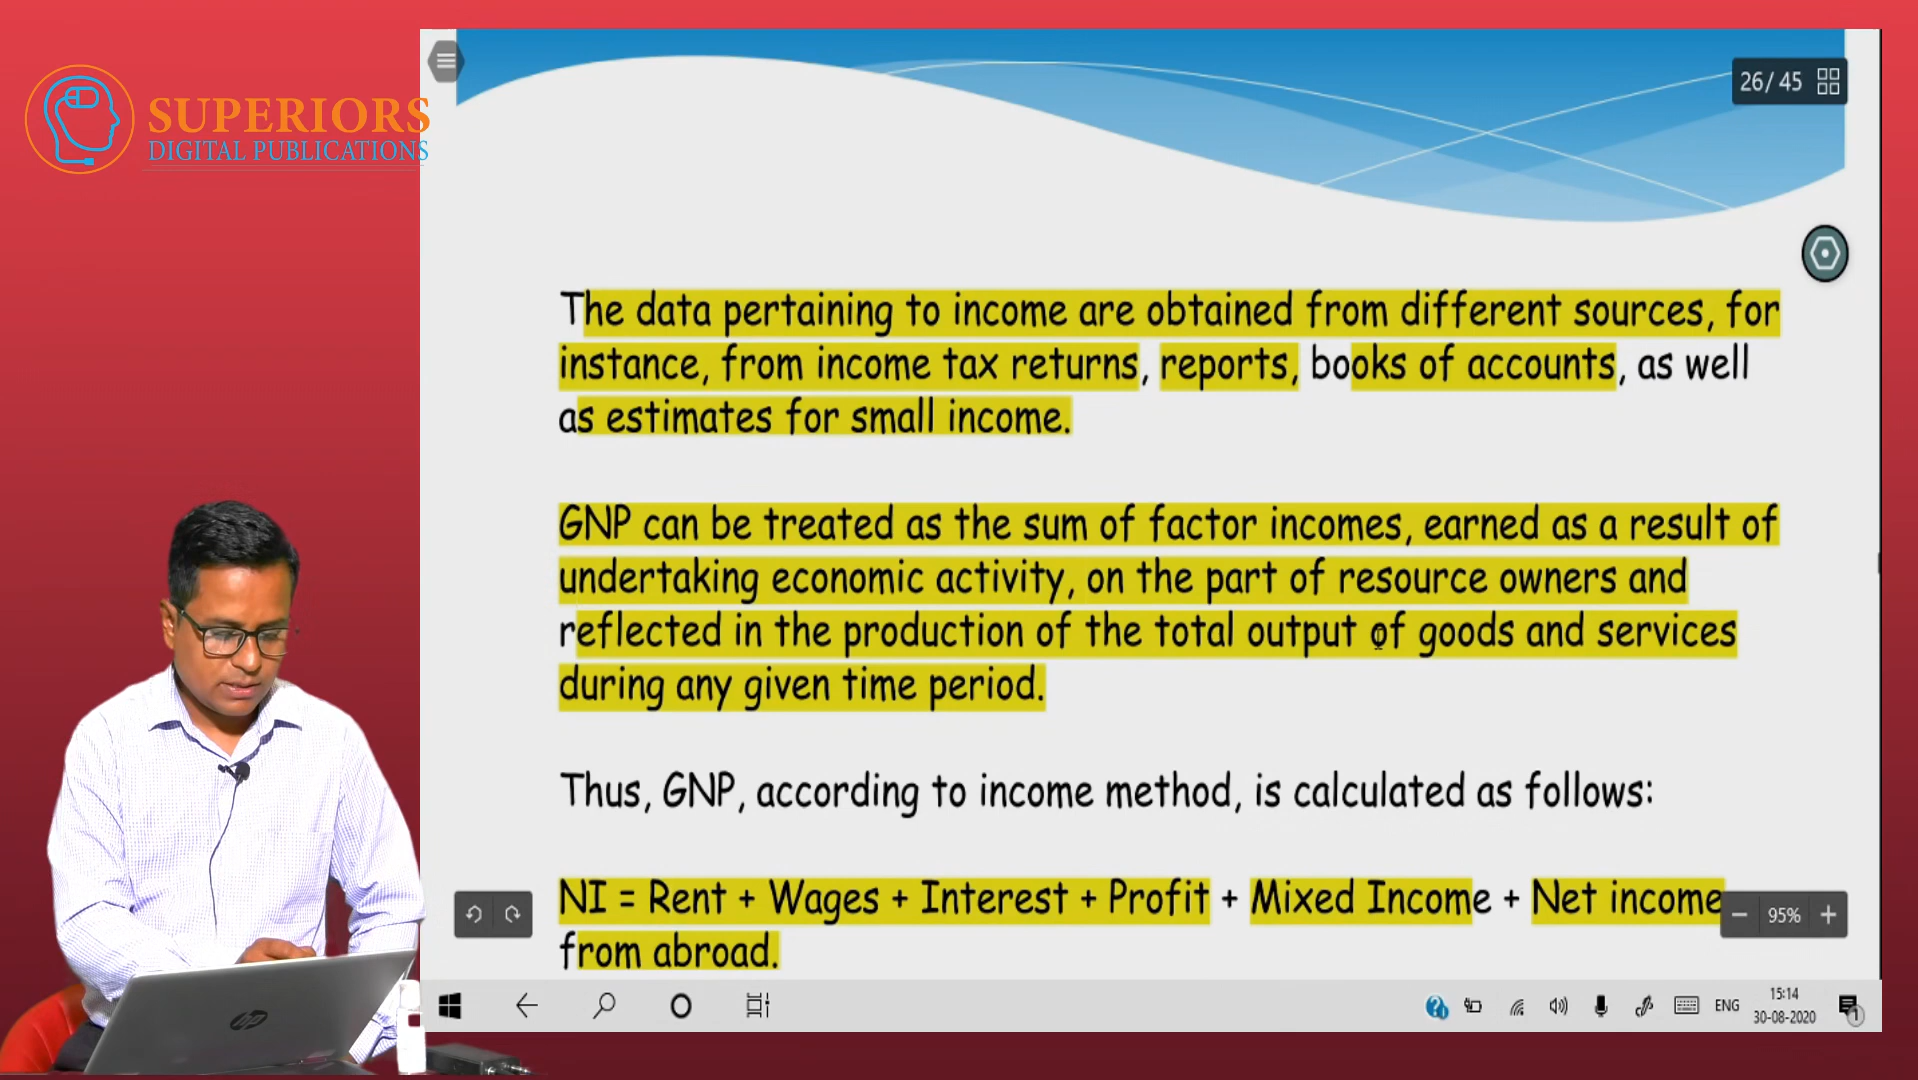 SUPERIORS
DIGITAL PUBLICATIONS
26/ 45
The data pertaining to income are obtained from different sources, for
instance, from income tax returns, reports, books of accounts, as well
as estimates for small income.
GNP can be treated as the sum of factor incomes, earned as a result of
undertaking economic activity, on the part of resource owners and
reflected in the production of the total output of goods and services
during any given time period.
Thus, GNP, according to income method, is calculated as follows:
NI = Rent + Wages + Interest + Profit + Mixed Income + Net income
from abroad.
95%
hp
ENG
15:14
30-08-2020
1